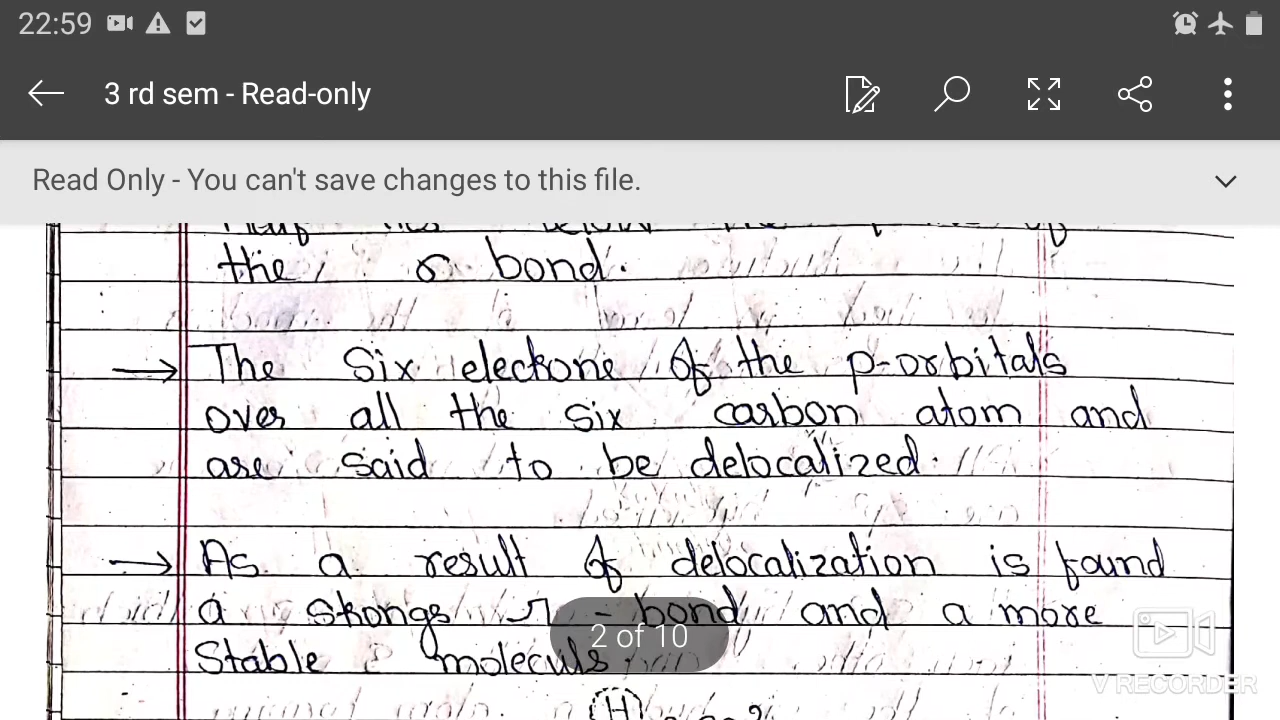 22:59
3 rd sem - Read-only
Read Only - You can't save changes to this file.
the σ bond.
→ The six electrone of the p-orbitals
over all the six carbon atom and
are said to be delocalized.
→ As a result of delocalization is found
a strongs π - bond and a more
Stable molecule
2 of 10
H
V RECORDER